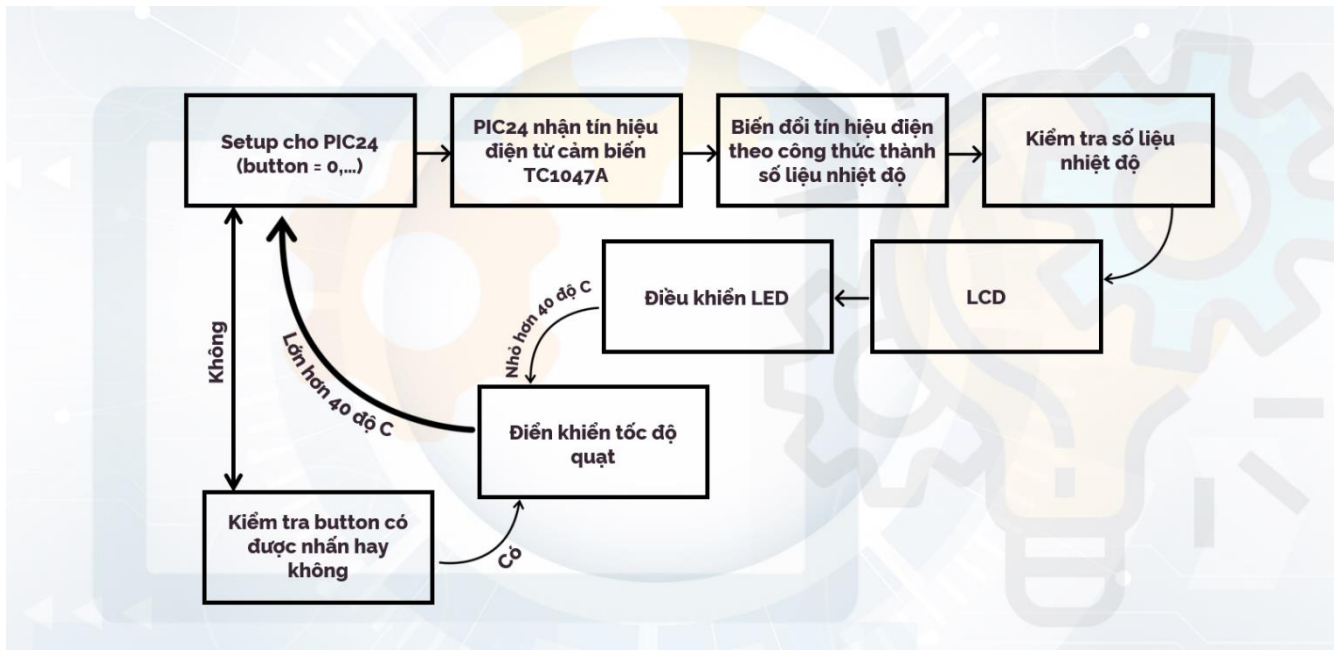 Setup cho PIC24
(button = 0,...)
PIC24 nhận tín hiệu
điện từ cảm biến
TC1047A
Biến đổi tín hiệu điện
theo công thức thành
số liệu nhiệt độ
Kiểm tra số liệu
nhiệt độ
LCD
Điều khiển LED
Nhỏ hơn 40 độ C
Lớn hơn 40 độ C
Không
Điển khiển tốc độ
quạt
Kiểm tra button có
được nhấn hay
không
Có